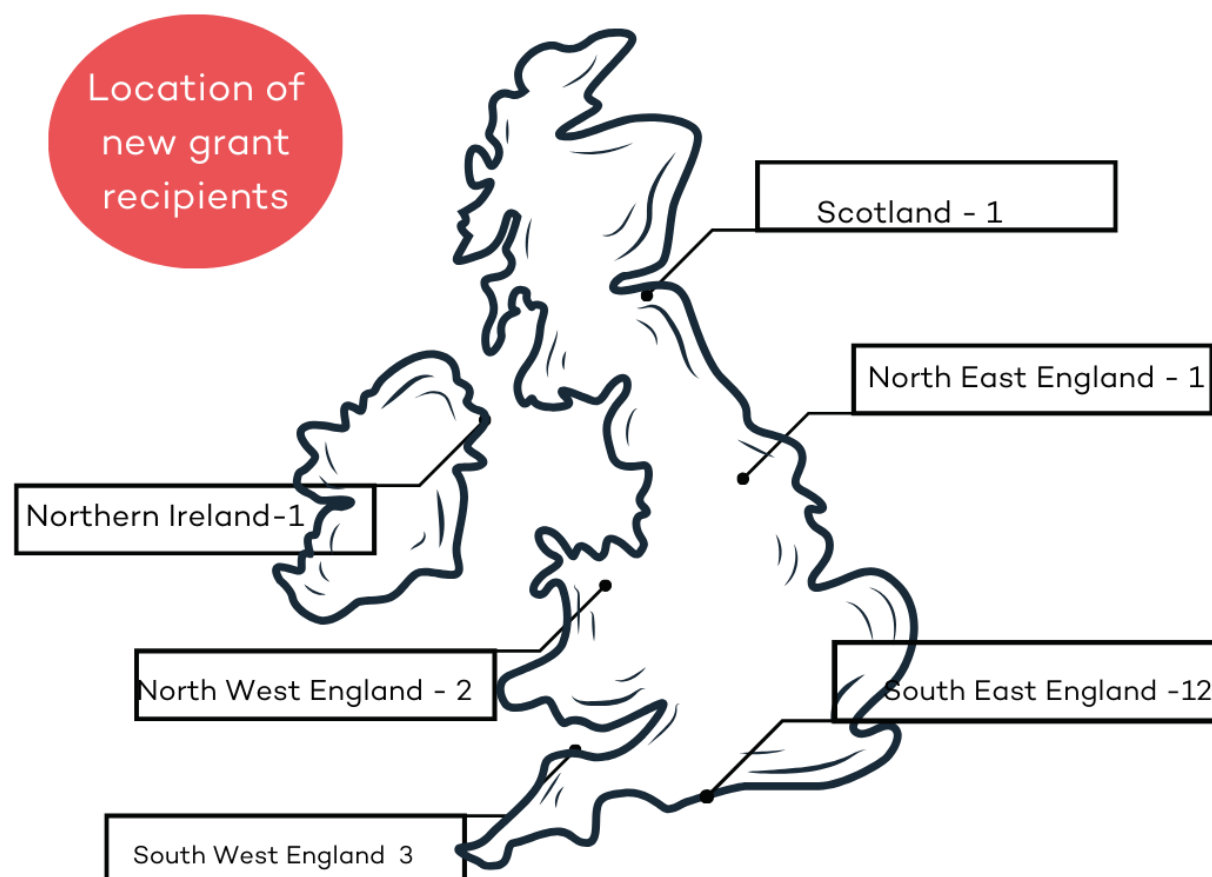 Location of
new grant
recipients
Scotland - 1
North East England - 1
Northern Ireland-1
North West England - 2
South East England -12
South West England 3